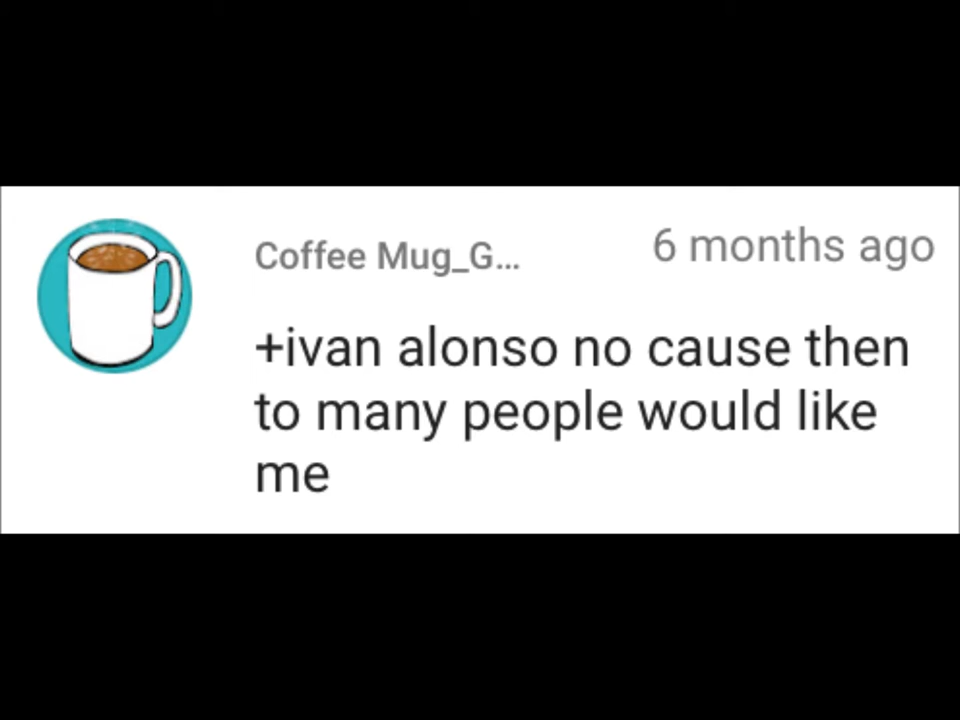 Coffee Mug_G...
6 months ago
+ivan alonso no cause then
to many people would like
me